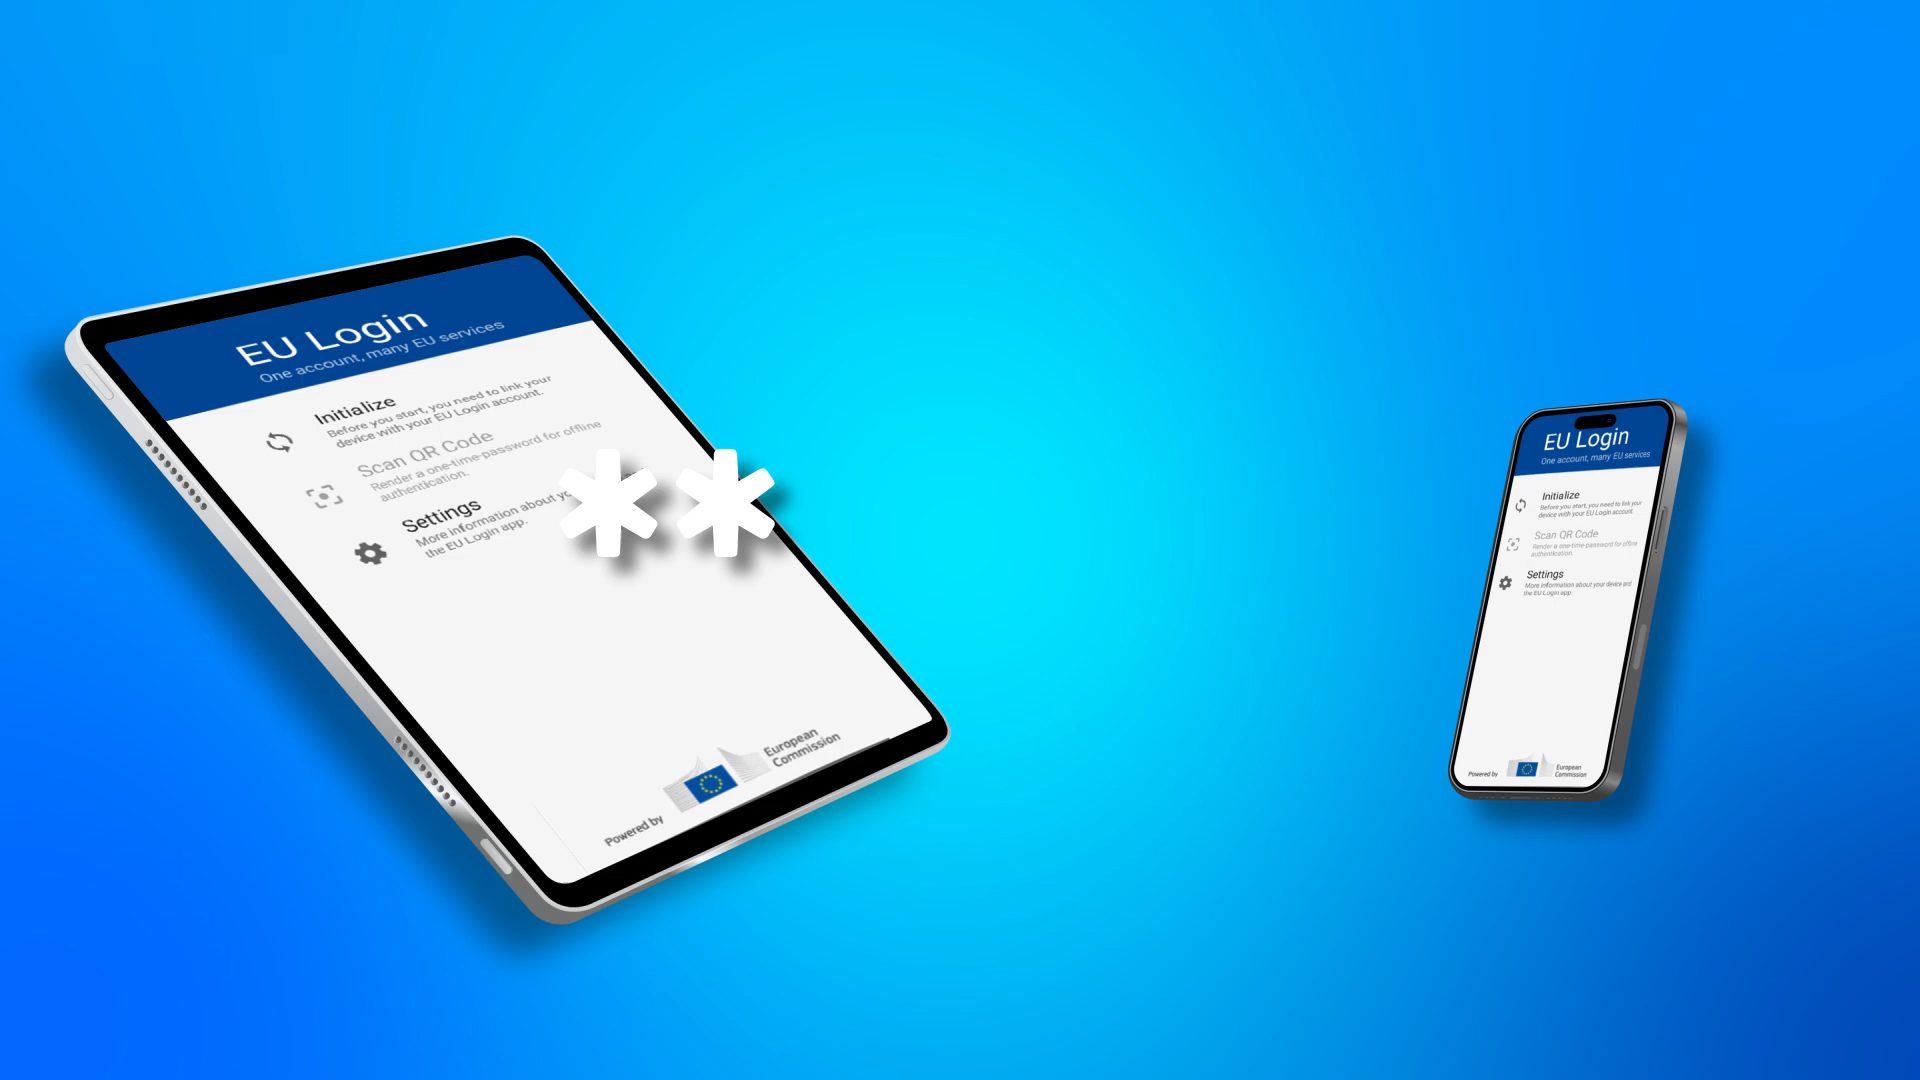 EU Login
One account, many EU services
Initialize
Before you start, you need to link your
device with your EU Login account.
Scan QR Code
Render a one-time-password for offline
authentication.
Settings
More information about
the EU Login app.
Powered by
European
Commission
**
EU Login
One account, many EU services
Initialize
Before you start, you need to link your
device with your EU Login account
Scan QR Code
Render a one-time-password for offline
authentication.
Settings
More information about your device and
the EU Login app.
Powered by
European
Commission